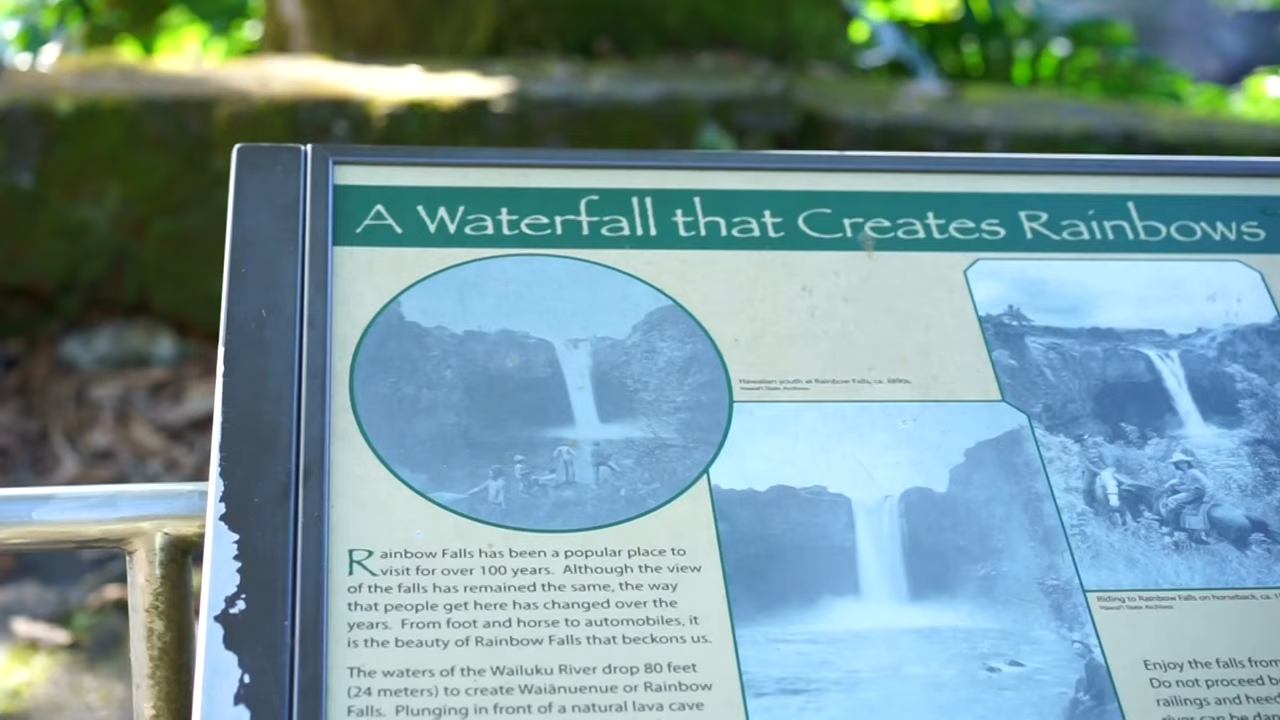 A Waterfall that Creates Rainbows
Hawaiian youth at Rainbow Falls, ca. 1890s.
Hawai'i State Archives
Rainbow Falls has been a popular place to
visit for over 100 years. Although the view
of the falls has remained the same, the way
that people get here has changed over the
years. From foot and horse to automobiles, it
is the beauty of Rainbow Falls that beckons us.
The waters of the Wailuku River drop 80 feet
(24 meters) to create Waiānuenue or Rainbow
Falls. Plunging in front of a natural lava cave
Riding to Rainbow Falls on horseback, ca.
Hawai'i State Archives
Enjoy the falls from
Do not proceed
railings and heed
river can be